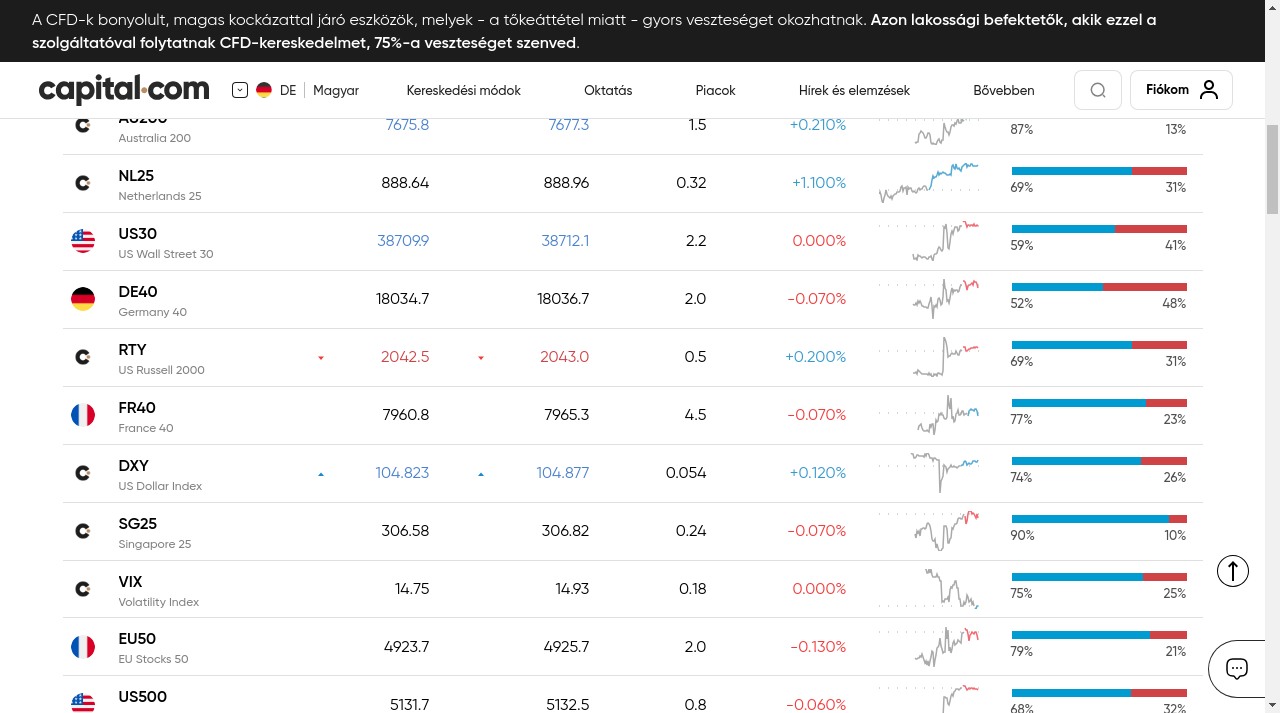 A CFD-k bonyolult, magas kockázattal járó eszközök, melyek - a tőkeáttétel miatt - gyors veszteséget okozhatnak. Azon lakossági befektetők, akik ezzel a
szolgáltatóval folytatnak CFD-kereskedelmet, 75%-a veszteséget szenved.
capital.com DE Magyar Kereskedési módok Oktatás Piacok Hírek és elemzések Bővebben Fiókom
AU200 7675.8 7677.3 1.5 +0.210% 87% 13%
Australia 200
NL25 888.64 888.96 0.32 +1.100% 69% 31%
Netherlands 25
US30 38709.9 38712.1 2.2 0.000% 59% 41%
US Wall Street 30
DE40 18034.7 18036.7 2.0 -0.070% 52% 48%
Germany 40
RTY 2042.5 2043.0 0.5 +0.200% 69% 31%
US Russell 2000
FR40 7960.8 7965.3 4.5 -0.070% 77% 23%
France 40
DXY 104.823 104.877 0.054 +0.120% 74% 26%
US Dollar Index
SG25 306.58 306.82 0.24 -0.070% 90% 10%
Singapore 25
VIX 14.75 14.93 0.18 0.000% 75% 25%
Volatility Index
EU50 4923.7 4925.7 2.0 -0.130% 79% 21%
EU Stocks 50
US500 5131.7 5132.5 0.8 -0.060% 68% 32%